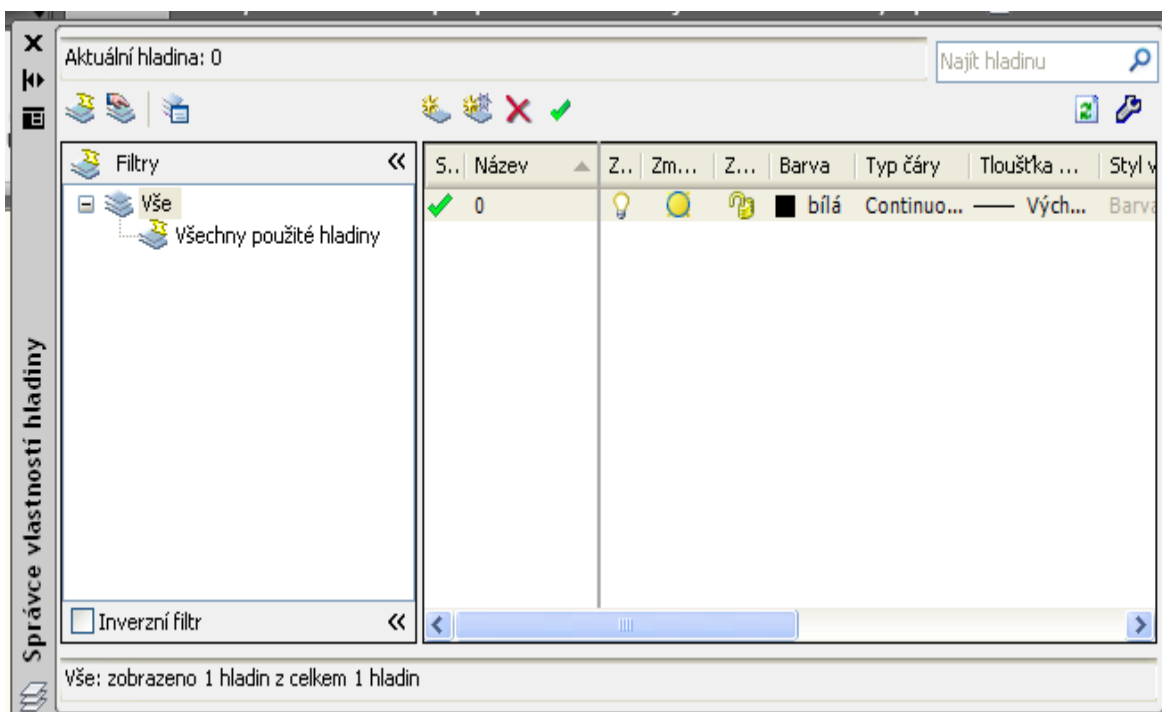 Aktuální hladina: 0
Najít hladinu
Filtry
S.. Název Z.. Zm... Z... Barva Typ čáry Tloušťka ... Styl v
Vše
0 bílá Continuo... Vých... Barva
Všechny použité hladiny
Inverzní filtr
Vše: zobrazeno 1 hladin z celkem 1 hladin
Správce vlastností hladiny